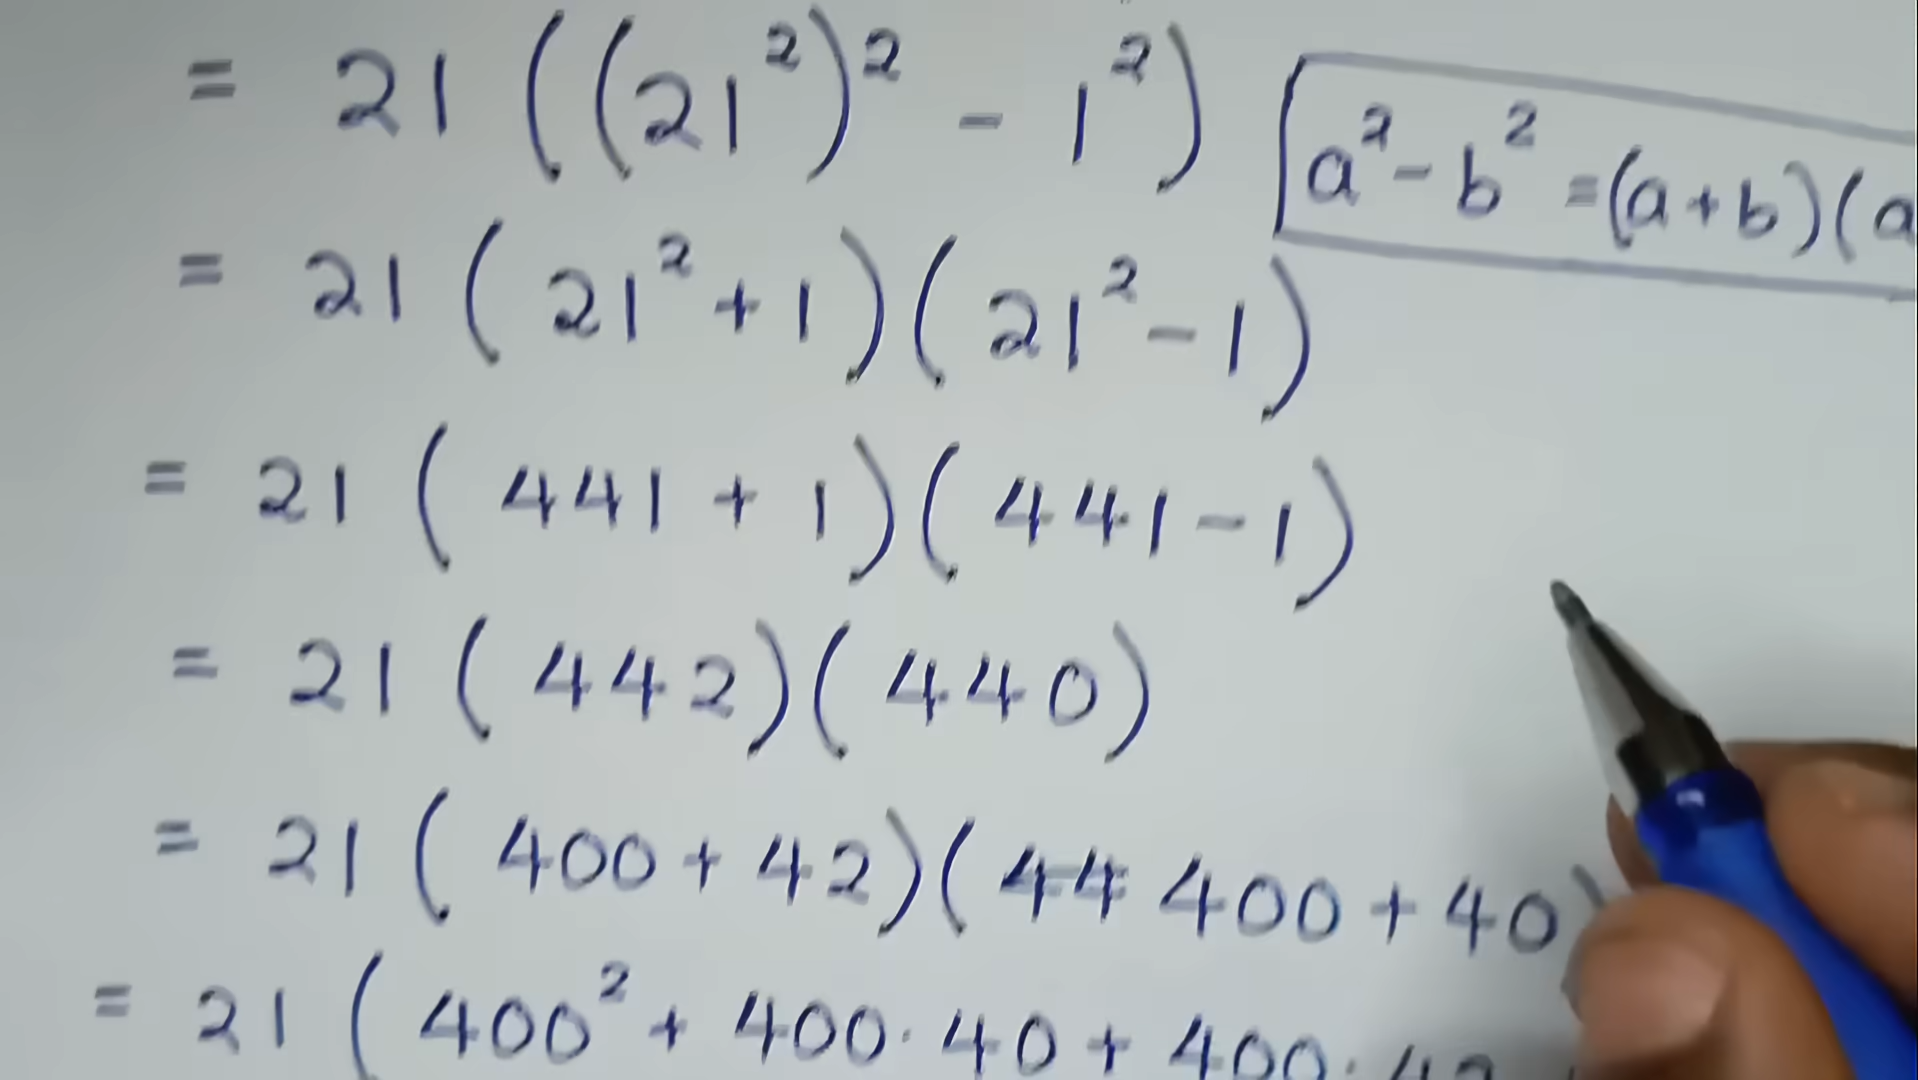 = 21 ((21²)² - 1²)
a² - b² = (a+b)(a
= 21 (21² + 1)(21² - 1)
= 21 (441 + 1)(441 - 1)
= 21 (442)(440)
= 21 (400 + 42)(44 400 + 40)
= 21 (400² + 400·40 + 400·42